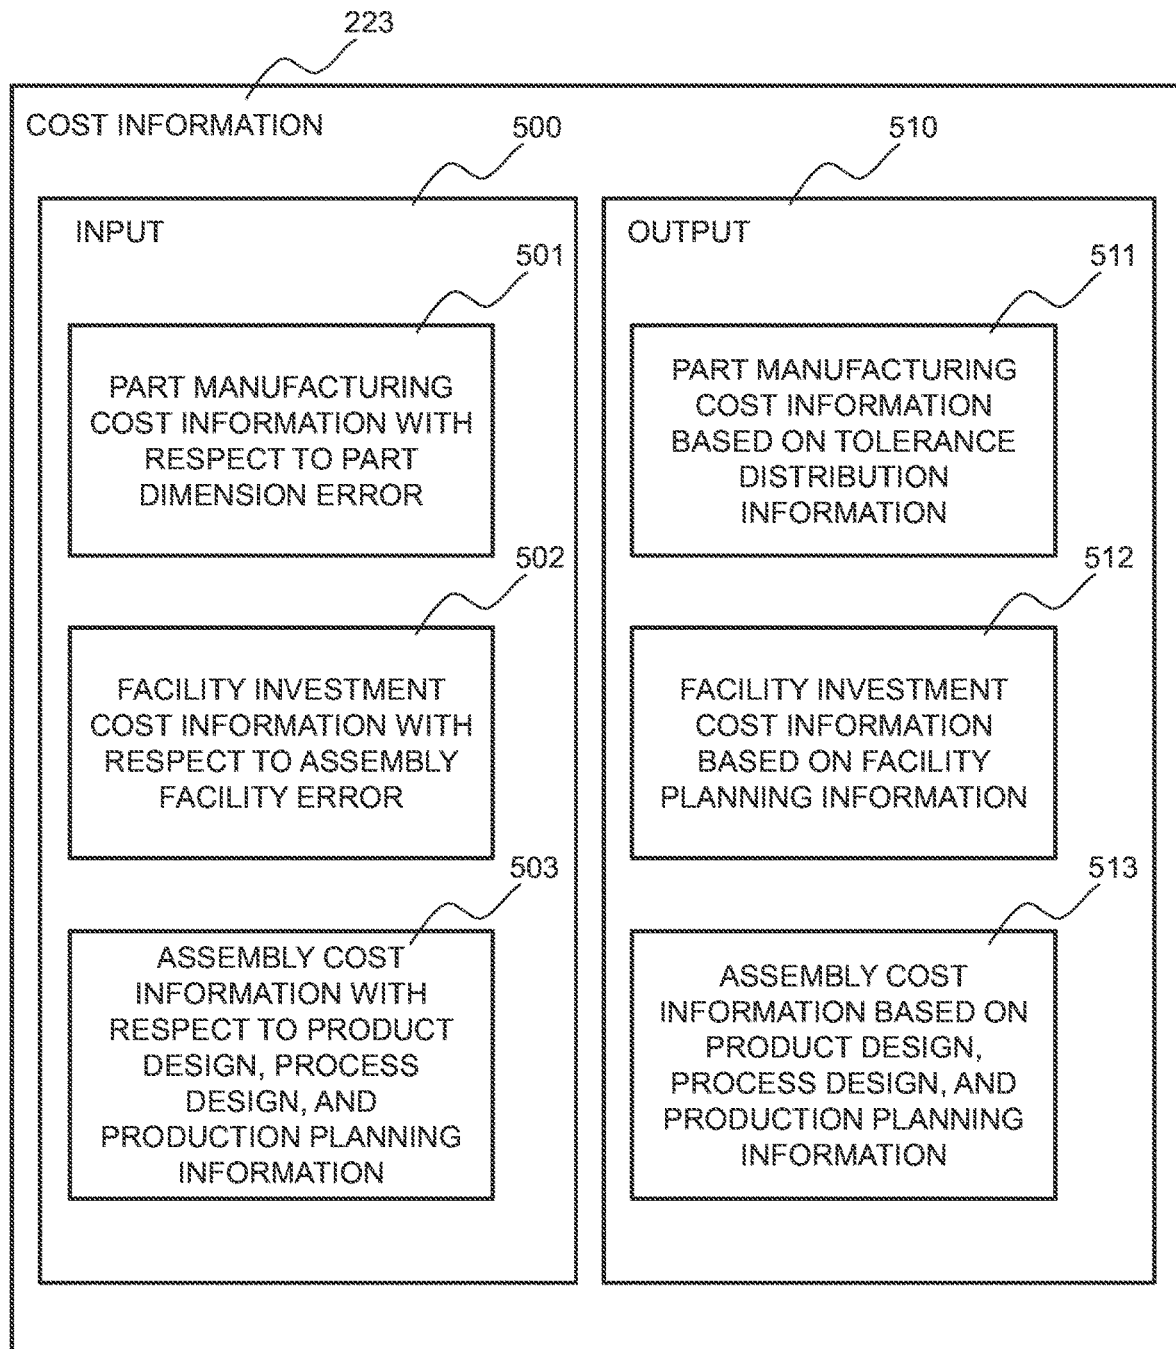 223
COST INFORMATION
500
510
INPUT
OUTPUT
501
511
PART MANUFACTURING
COST INFORMATION WITH
RESPECT TO PART
DIMENSION ERROR
PART MANUFACTURING
COST INFORMATION
BASED ON TOLERANCE
DISTRIBUTION
INFORMATION
502
512
FACILITY INVESTMENT
COST INFORMATION WITH
RESPECT TO ASSEMBLY
FACILITY ERROR
FACILITY INVESTMENT
COST INFORMATION
BASED ON FACILITY
PLANNING INFORMATION
503
513
ASSEMBLY COST
INFORMATION WITH
RESPECT TO PRODUCT
DESIGN, PROCESS
DESIGN, AND
PRODUCTION PLANNING
INFORMATION
ASSEMBLY COST
INFORMATION BASED ON
PRODUCT DESIGN,
PROCESS DESIGN, AND
PRODUCTION PLANNING
INFORMATION